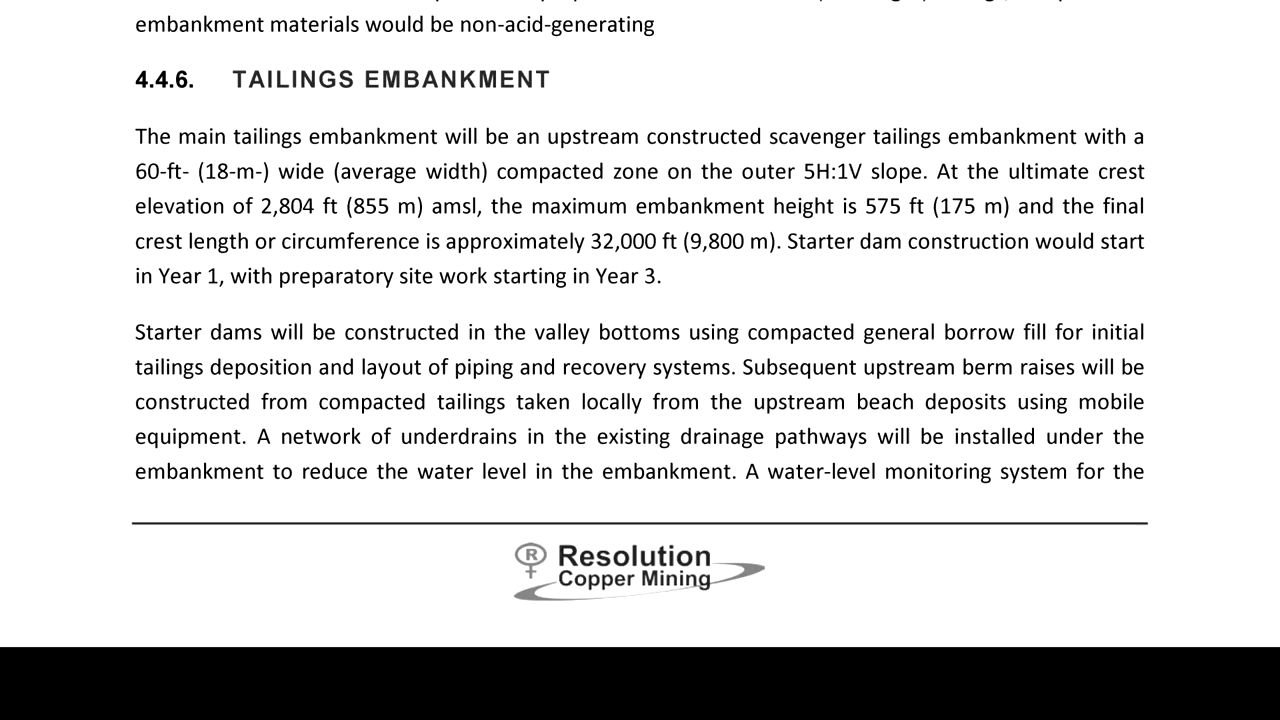 embankment materials would be non-acid-generating
4.4.6. TAILINGS EMBANKMENT
The main tailings embankment will be an upstream constructed scavenger tailings embankment with a
60-ft- (18-m-) wide (average width) compacted zone on the outer 5H:1V slope. At the ultimate crest
elevation of 2,804 ft (855 m) amsl, the maximum embankment height is 575 ft (175 m) and the final
crest length or circumference is approximately 32,000 ft (9,800 m). Starter dam construction would start
in Year 1, with preparatory site work starting in Year 3.
Starter dams will be constructed in the valley bottoms using compacted general borrow fill for initial
tailings deposition and layout of piping and recovery systems. Subsequent upstream berm raises will be
constructed from compacted tailings taken locally from the upstream beach deposits using mobile
equipment. A network of underdrains in the existing drainage pathways will be installed under the
embankment to reduce the water level in the embankment. A water-level monitoring system for the
R Resolution
Copper Mining